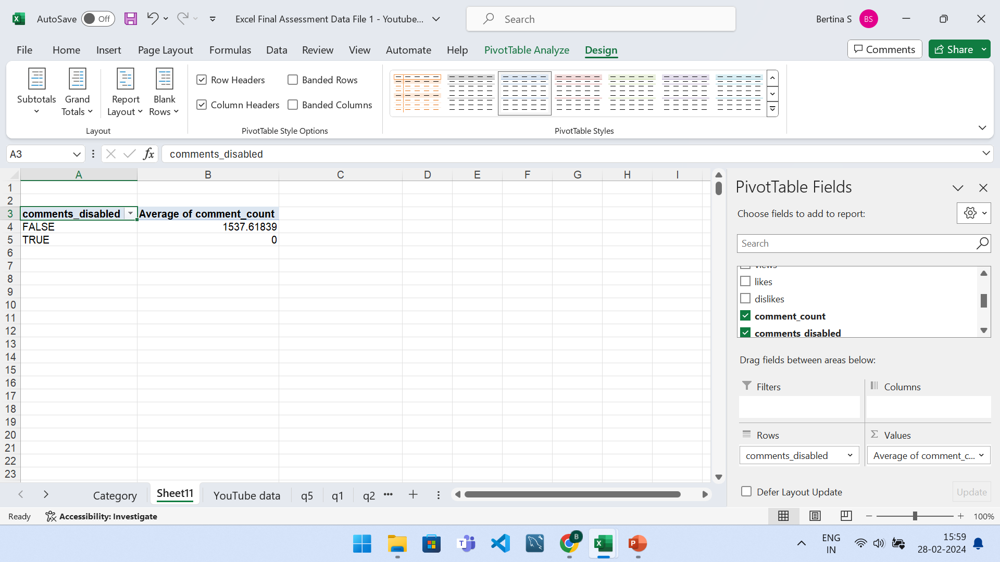 AutoSave Off Excel Final Assessment Data File 1 - Youtube... Search Bertina S BS
File Home Insert Page Layout Formulas Data Review View Automate Help PivotTable Analyze Design Comments Share
Subtotals Grand Totals Report Layout Blank Rows
Row Headers Banded Rows
Column Headers Banded Columns
Layout PivotTable Style Options PivotTable Styles
A3 fx comments_disabled
A B C D E F G H I
1
2
3 comments_disabled Average of comment_count
4 FALSE 1537.61839
5 TRUE 0
6
7
8
9
10
11
12
13
14
15
16
17
18
19
20
21
22
23
PivotTable Fields
Choose fields to add to report:
Search
views
likes
dislikes
comment_count
comments_disabled
Drag fields between areas below:
Filters Columns
Rows Values
comments_disabled Average of comment_c...
Defer Layout Update Update
Category Sheet11 YouTube data q5 q1 q2 ...
Ready Accessibility: Investigate 100%
ENG
IN
15:59
28-02-2024